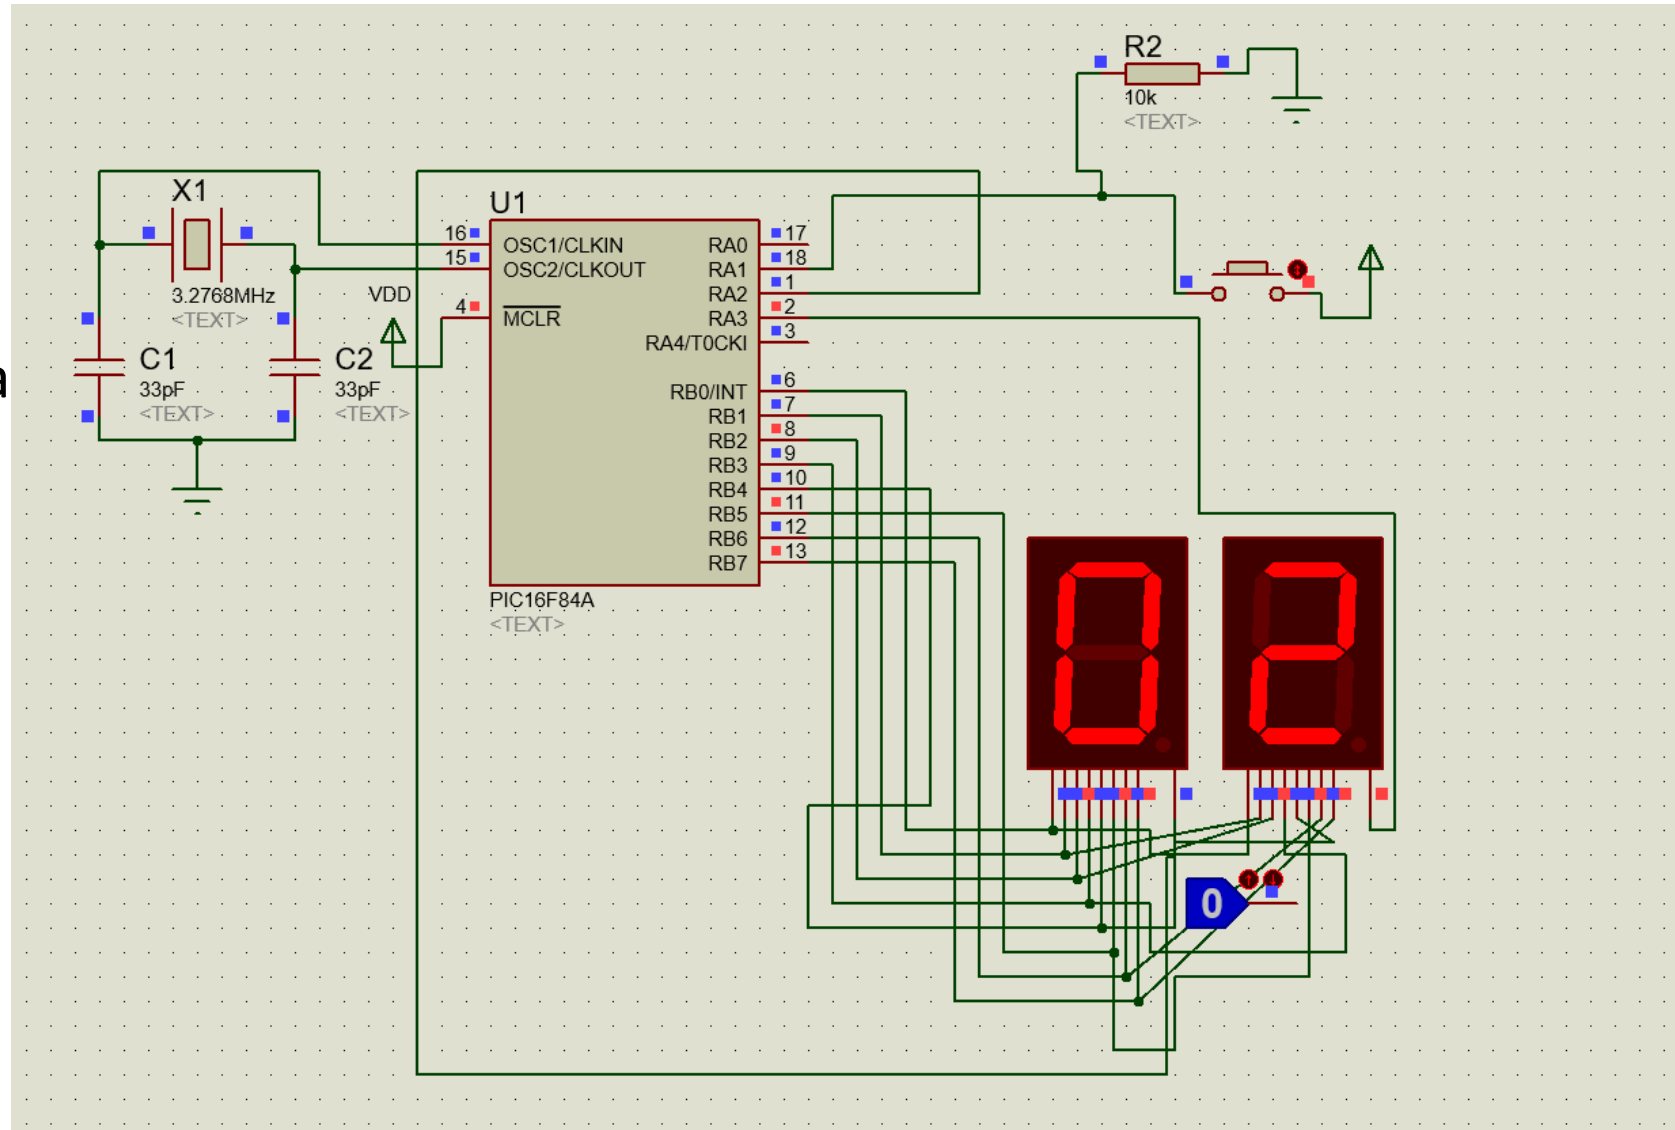 R2
10k
<TEXT>
X1
3.2768MHz
<TEXT>
C1
33pF
<TEXT>
C2
33pF
<TEXT>
VDD
U1
16 OSC1/CLKIN RA0 17
15 OSC2/CLKOUT RA1 18
RA2 1
4 MCLR RA3 2
RA4/T0CKI 3
RB0/INT 6
RB1 7
RB2 8
RB3 9
RB4 10
RB5 11
RB6 12
RB7 13
PIC16F84A
<TEXT>
0 2
0
a